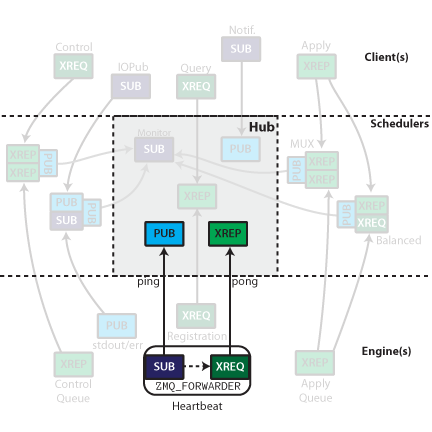 Notif.
Control
Apply
SUB
Client(s)
IOPub
XREQ
Query
XREP
SUB
XREQ
Hub
Schedulers
Monitor
MUX
XREP
PUB
XREP
SUB
PUB
PUB
XREP
XREP
PUB
SUB
PUB
XREP
PUB
XREP
XREQ
PUB
XREP
Balanced
ping
pong
PUB
XREQ
stdout/err
Registration
Engine(s)
XREP
SUB
XREQ
XREP
Control
Queue
ZMQ_FORWARDER
Apply
Queue
Heartbeat